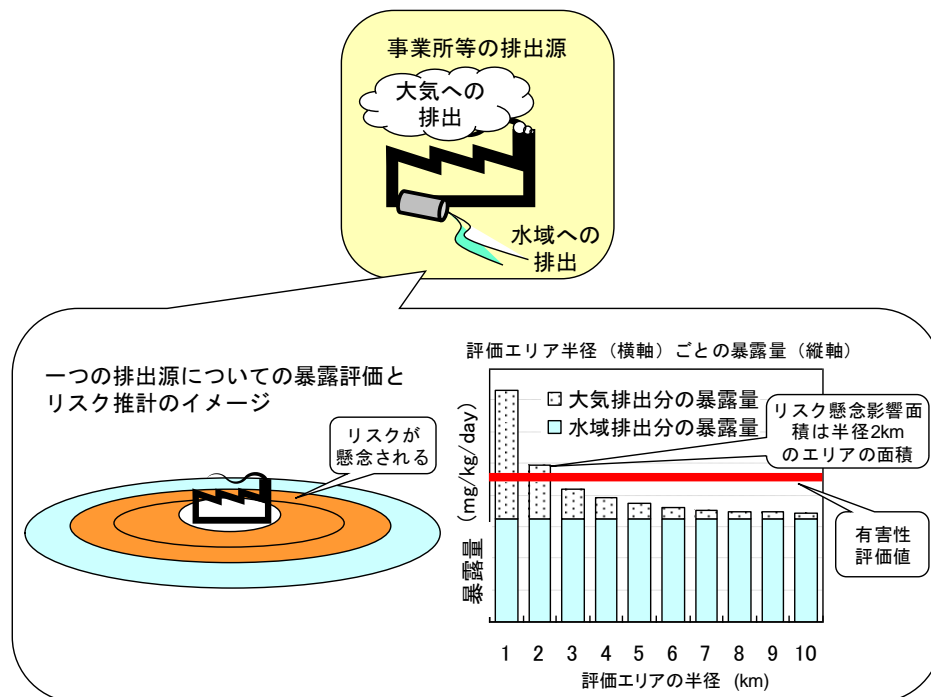 事業所等の排出源
大気への
排出
水域への
排出
一つの排出源についての暴露評価と
リスク推計のイメージ
リスクが
懸念される
評価エリア半径（横軸）ごとの暴露量（縦軸）
大気排出分の暴露量
水域排出分の暴露量
リスク懸念影響面
積は半径2km
のエリアの面積
有害性
評価値
暴露量 (mg/kg/day)
1 2 3 4 5 6 7 8 9 10
評価エリアの半径 (km)